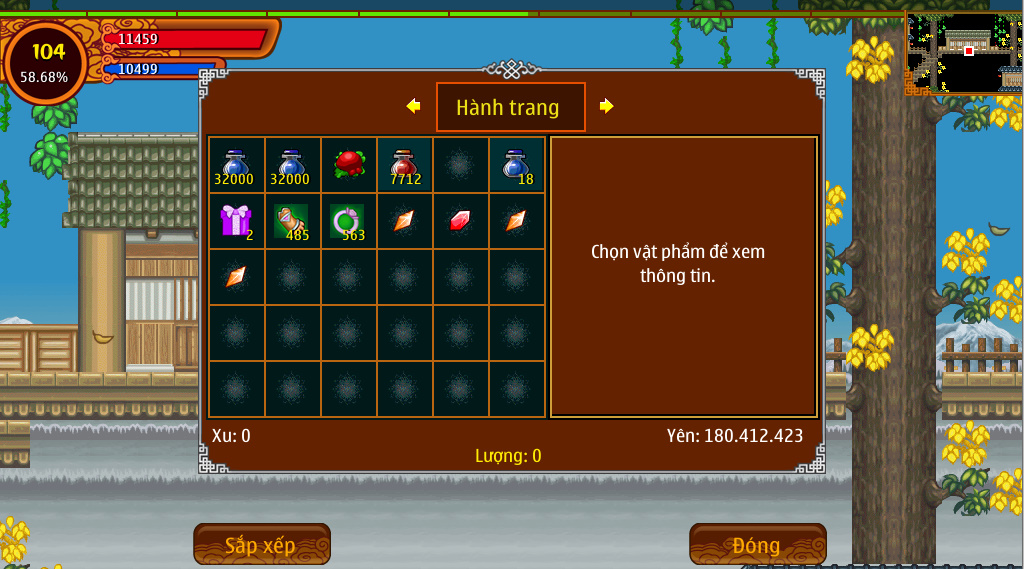 104
58.68%
11459
10499
Hành trang
32000
32000
7712
18
2
485
563
Chọn vật phẩm để xem
thông tin.
Xu: 0
Yên: 180.412.423
Lượng: 0
Sắp xếp
Đóng